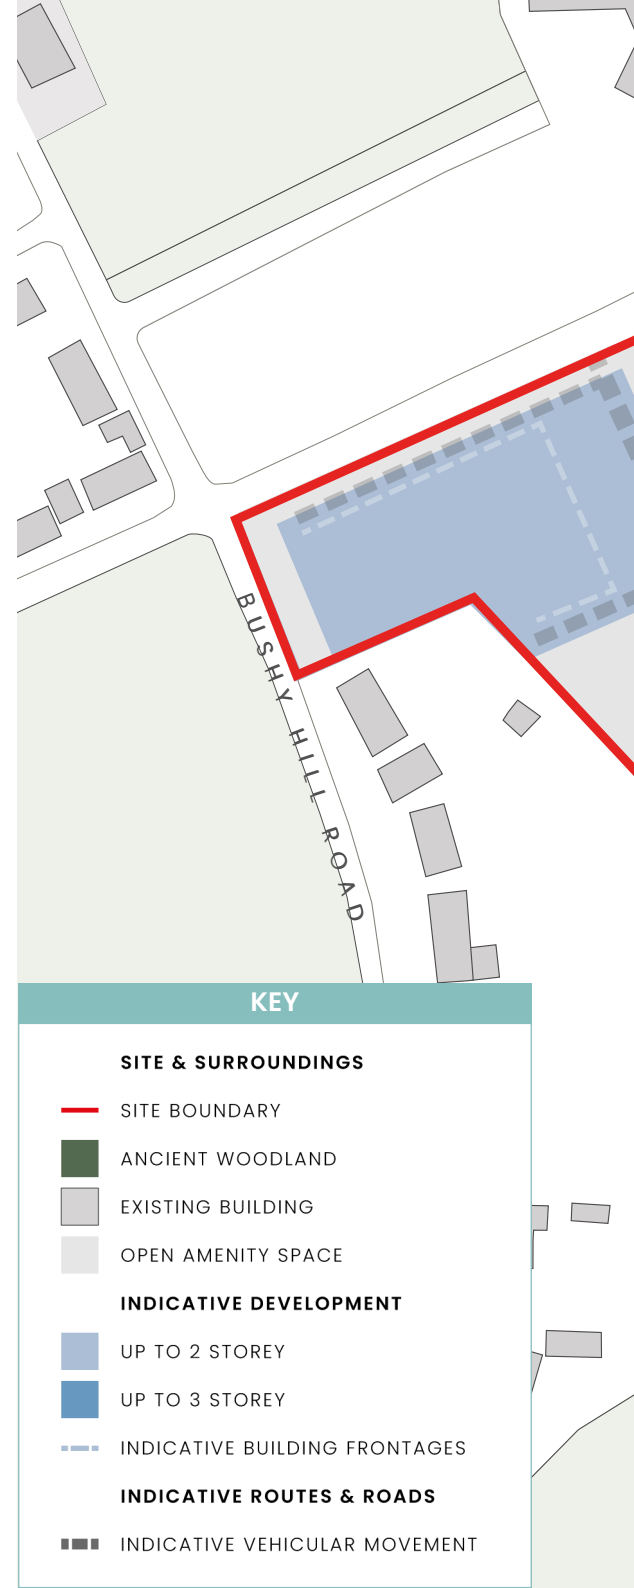 BUSHY HILL ROAD
KEY
SITE & SURROUNDINGS
SITE BOUNDARY
ANCIENT WOODLAND
EXISTING BUILDING
OPEN AMENITY SPACE
INDICATIVE DEVELOPMENT
UP TO 2 STOREY
UP TO 3 STOREY
INDICATIVE BUILDING FRONTAGES
INDICATIVE ROUTES & ROADS
INDICATIVE VEHICULAR MOVEMENT